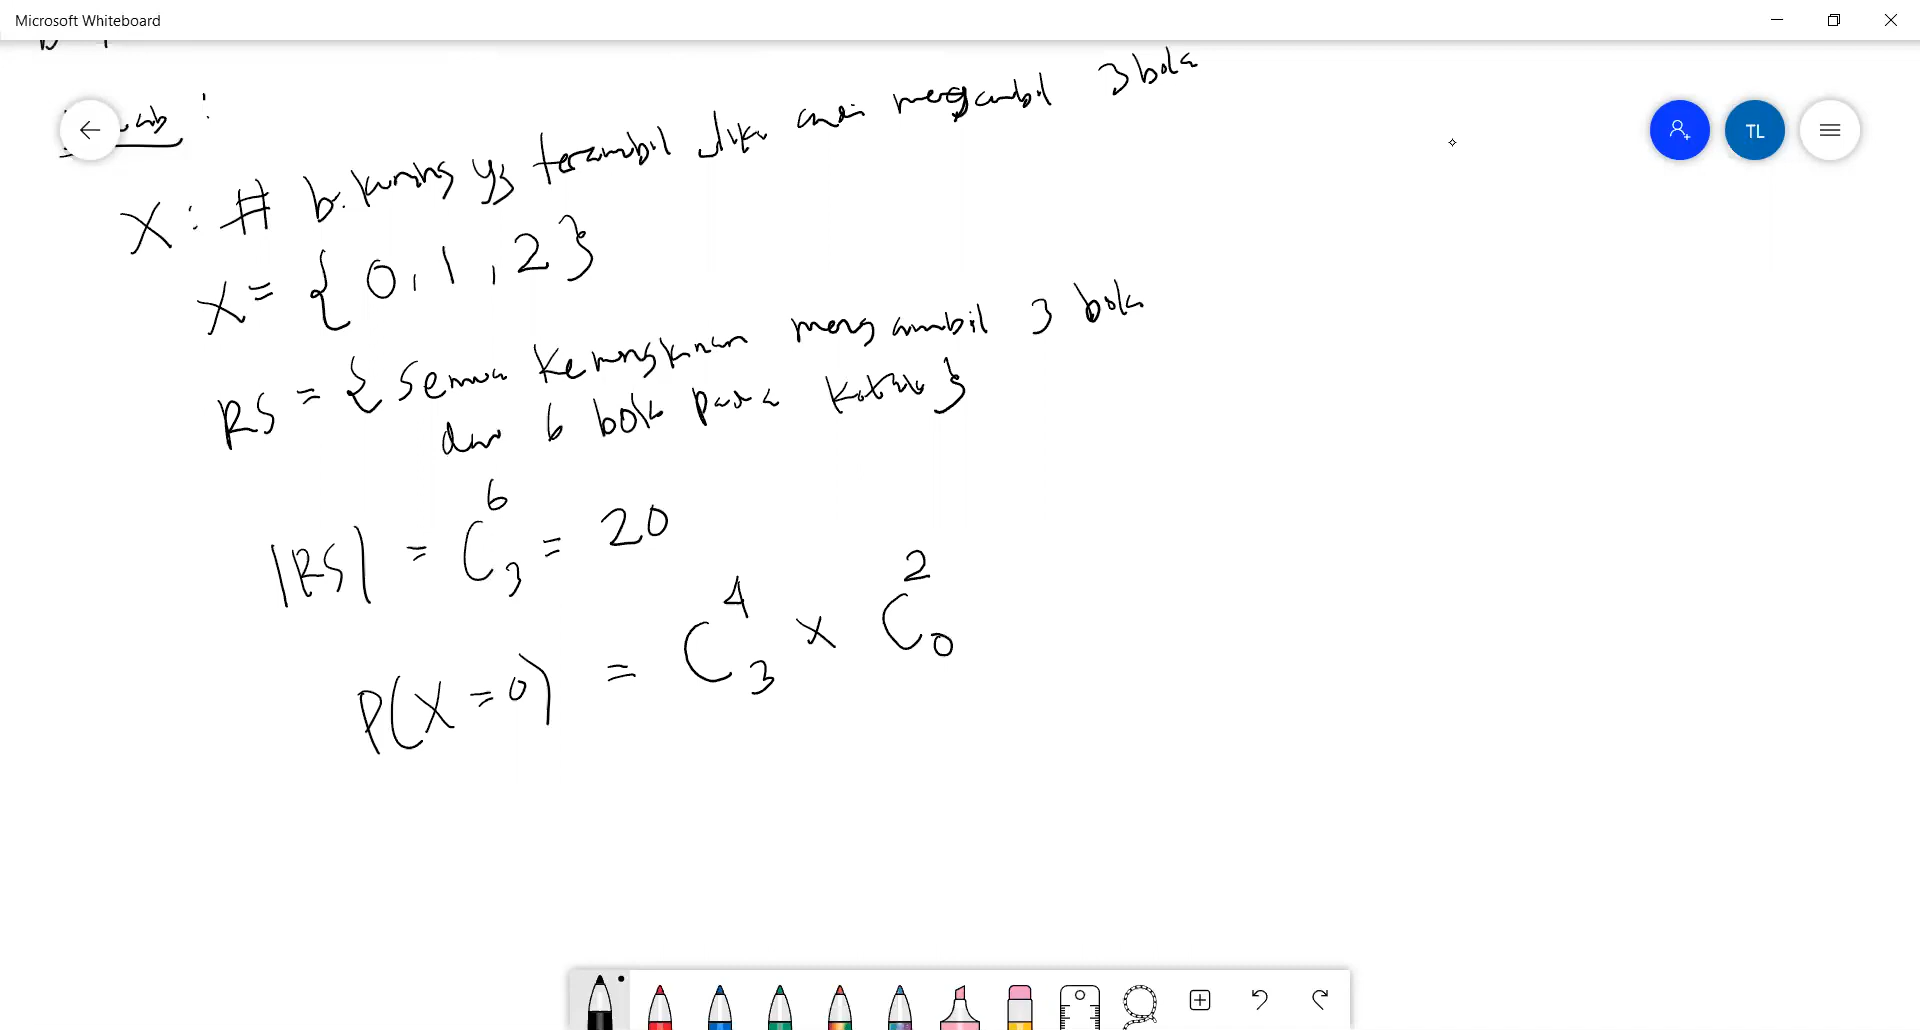 Microsoft Whiteboard
X : # b. kuning yg terambil jika andi mengambil 3 bola
X = { 0, 1, 2 }
RS = { Semua Kemungkinan mengambil 3 bola
dari 6 bola pada kotak }
|RS| = C 6 3 = 20
P(X = 0) = C 4 3 x C 2 0
TL